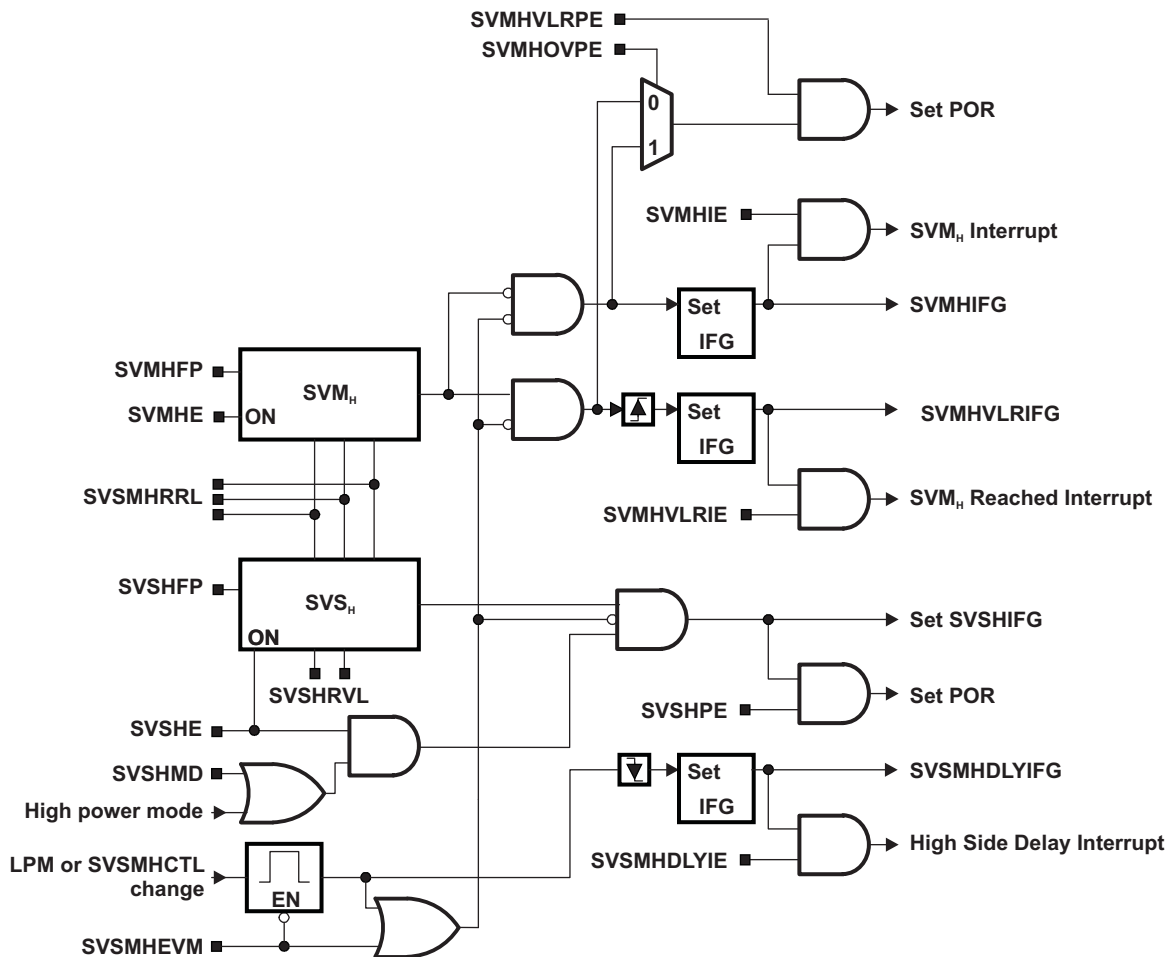 SVMHVLRPE
SVMHOVPE
0
1
Set POR
SVMHIE
SVMH Interrupt
Set
IFG
SVMHIFG
SVMHFP
SVMHE
ON
SVMH
Set
IFG
SVMHVLRIFG
SVSMHRRL
SVMHVLRIE
SVMH Reached Interrupt
SVSHFP
SVSH
ON
Set SVSHIFG
SVSHRVL
SVSHPE
Set POR
SVSHE
SVSHMD
High power mode
Set
IFG
SVSMHDLYIFG
SVSMHDLYIE
High Side Delay Interrupt
LPM or SVSMHCTL
change
EN
SVSMHEVM